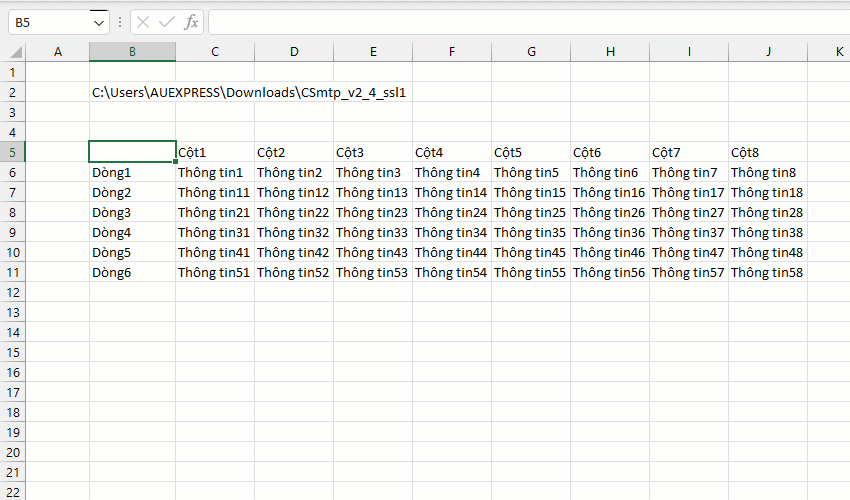 B5 fx
A B C D E F G H I J K
1
2 C:\Users\AUEXPRESS\Downloads\CSmtp_v2_4_ssl1
3
4
5 Cột1 Cột2 Cột3 Cột4 Cột5 Cột6 Cột7 Cột8
6 Dòng1 Thông tin1 Thông tin2 Thông tin3 Thông tin4 Thông tin5 Thông tin6 Thông tin7 Thông tin8
7 Dòng2 Thông tin11 Thông tin12 Thông tin13 Thông tin14 Thông tin15 Thông tin16 Thông tin17 Thông tin18
8 Dòng3 Thông tin21 Thông tin22 Thông tin23 Thông tin24 Thông tin25 Thông tin26 Thông tin27 Thông tin28
9 Dòng4 Thông tin31 Thông tin32 Thông tin33 Thông tin34 Thông tin35 Thông tin36 Thông tin37 Thông tin38
10 Dòng5 Thông tin41 Thông tin42 Thông tin43 Thông tin44 Thông tin45 Thông tin46 Thông tin47 Thông tin48
11 Dòng6 Thông tin51 Thông tin52 Thông tin53 Thông tin54 Thông tin55 Thông tin56 Thông tin57 Thông tin58
12
13
14
15
16
17
18
19
20
21
22